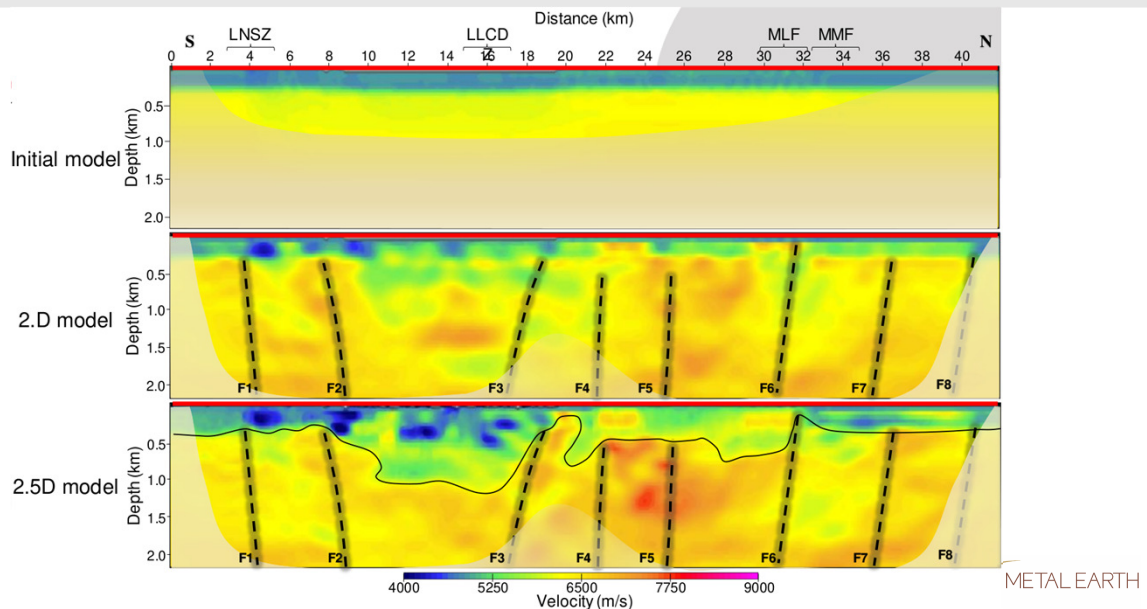 Distance (km)
S LNSZ LLCD MLF MMF N
Z
0 2 4 6 8 10 12 14 16 18 20 22 24 26 28 30 32 34 36 38 40
Initial model
Depth (km)
0.5
1.0
1.5
2.0
2.D model
Depth (km)
0.5
1.0
1.5
2.0
F1 F2 F3 F4 F5 F6 F7 F8
2.5D model
Depth (km)
0.5
1.0
1.5
2.0
F1 F2 F3 F4 F5 F6 F7 F8
4000 5250 6500 7750 9000
Velocity (m/s)
METAL EARTH